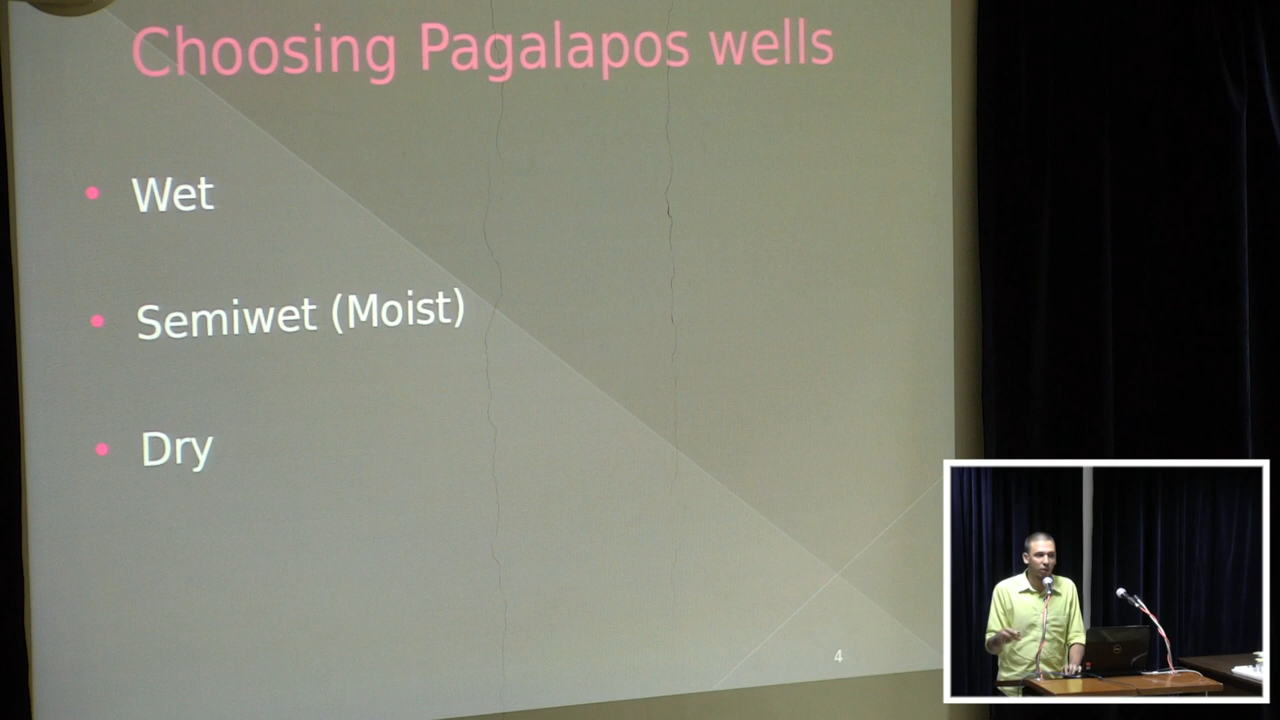 Choosing Pagalapos wells
• Wet
• Semiwet (Moist)
• Dry
4